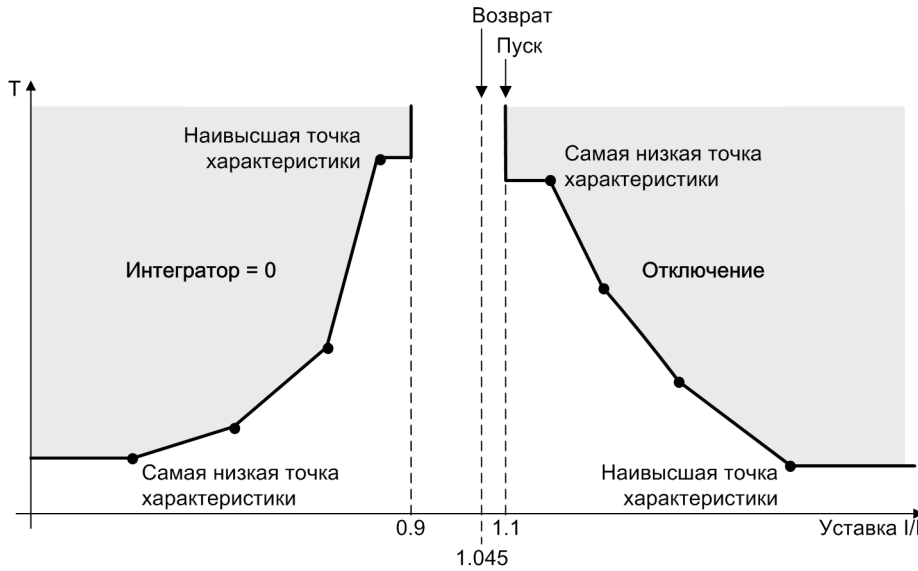 Возврат
Пуск
T
Наивысшая точка
характеристики
Самая низкая точка
характеристики
Интегратор = 0
Отключение
Самая низкая точка
характеристики
Наивысшая точка
характеристики
0.9
1.1
Уставка I/I
1.045